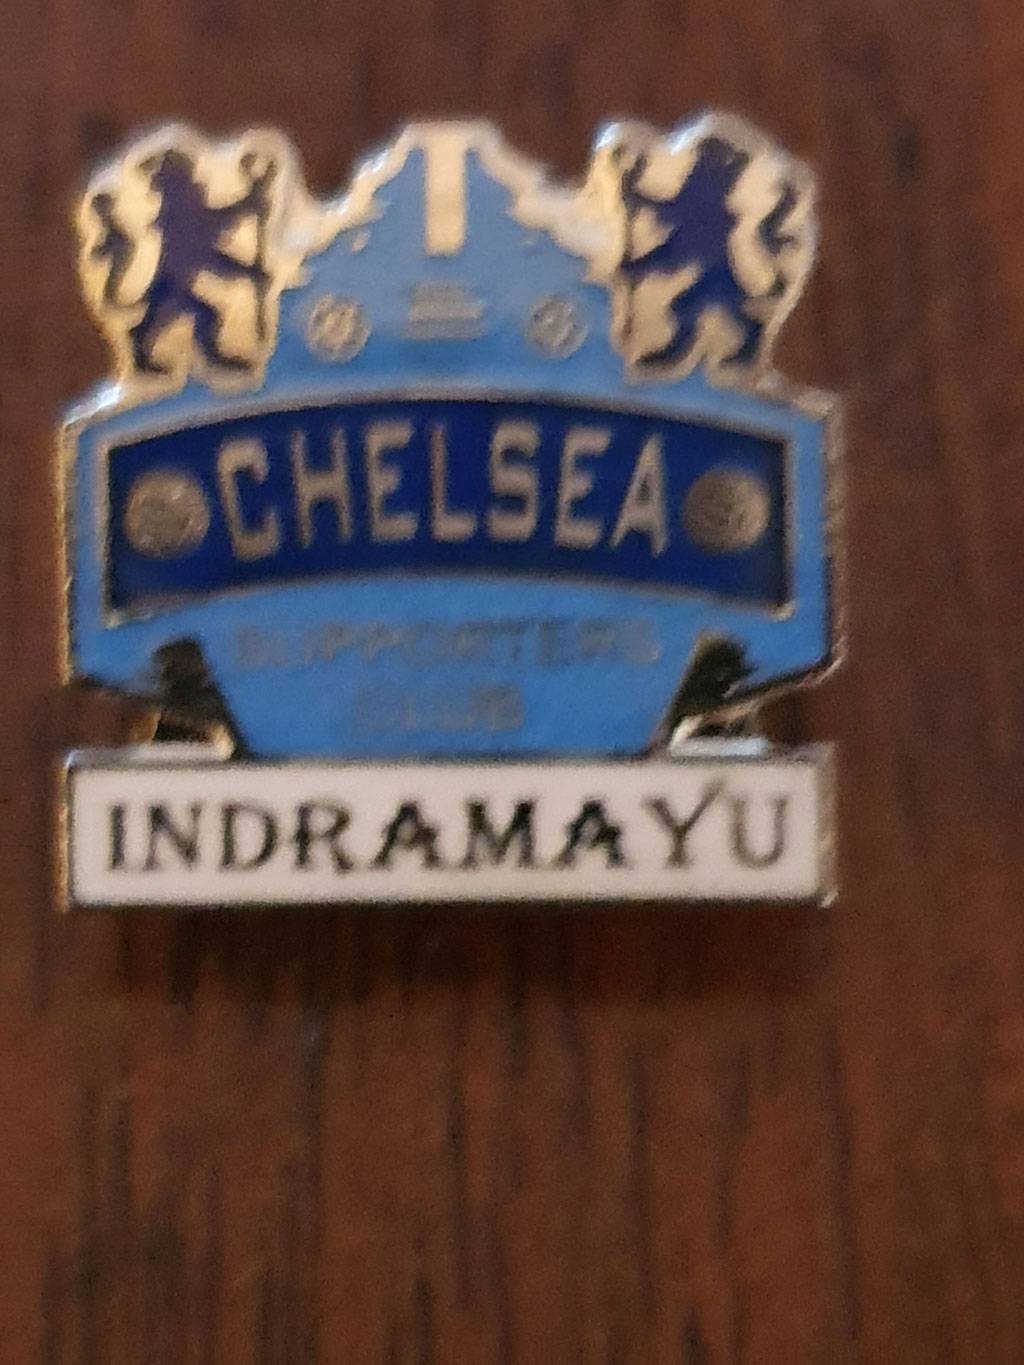 CHELSEA
SUPPORTERS
CLUB
INDRAMAYU